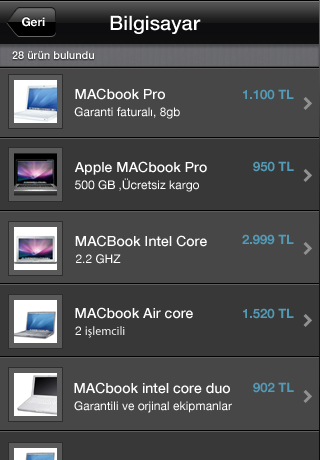 Geri
Bilgisayar
28 ürün bulundu
MACbook Pro
1.100 TL
Garanti faturalı, 8gb
Apple MACbook Pro
950 TL
500 GB ,Ücretsiz kargo
MACBook Intel Core
2.999 TL
2.2 GHZ
MACbook Air core
1.520 TL
2 işlemcili
MACbook intel core duo
902 TL
Garantili ve orjinal ekipmanlar